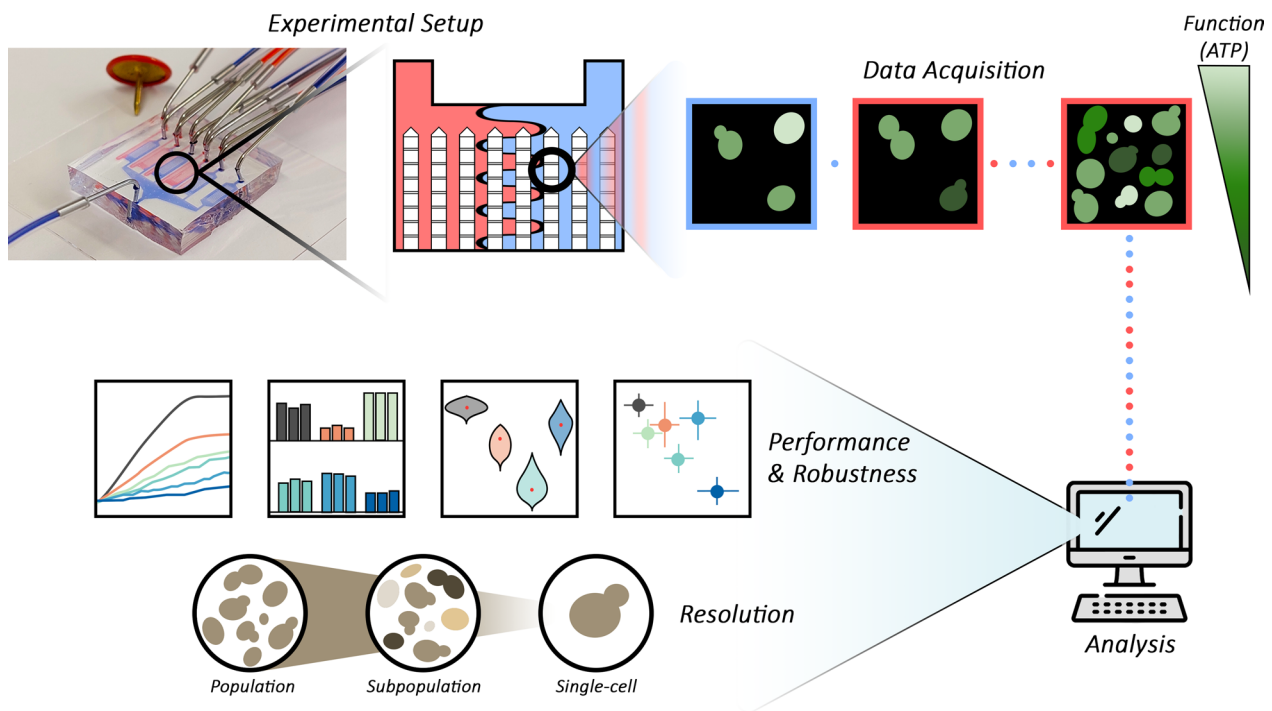 Experimental Setup
Data Acquisition
Function
(ATP)
Performance
& Robustness
Resolution
Population
Subpopulation
Single-cell
Analysis